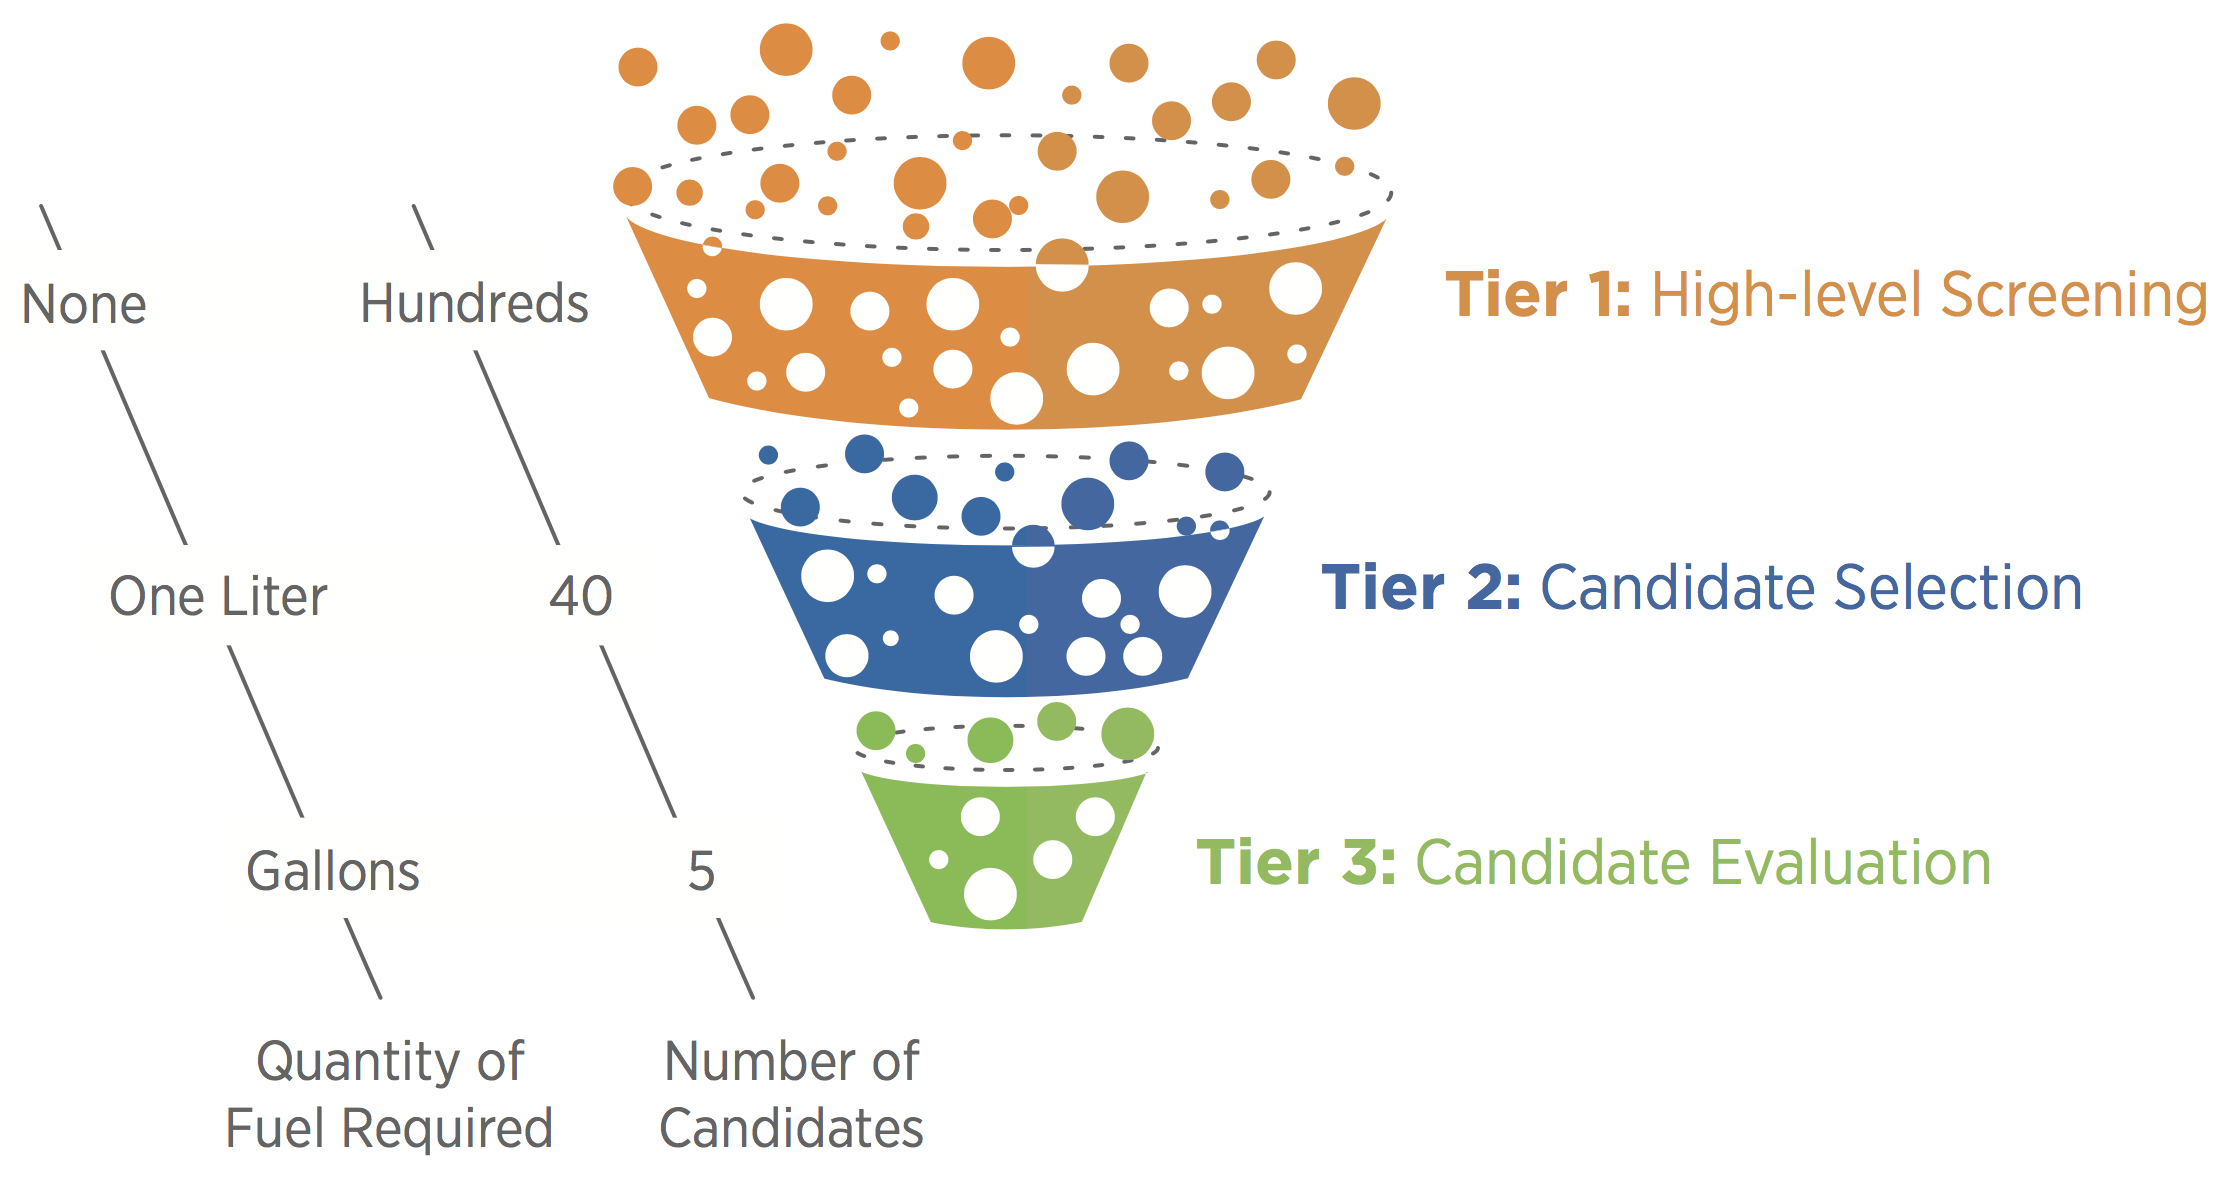 None
Hundreds
Tier 1: High-level Screening
One Liter
40
Tier 2: Candidate Selection
Gallons
5
Tier 3: Candidate Evaluation
Quantity of
Fuel Required
Number of
Candidates